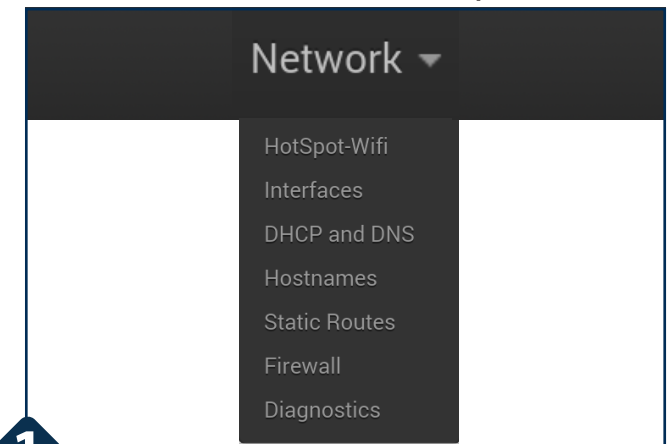 Network
HotSpot-Wifi
Interfaces
DHCP and DNS
Hostnames
Static Routes
Firewall
Diagnostics
1